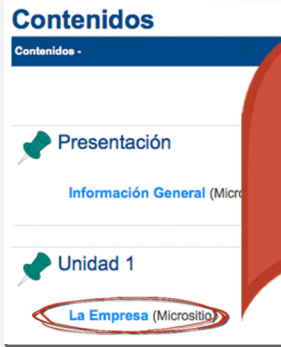 Contenidos
Contenidos -
Presentación
Información General (Micro
Unidad 1
La Empresa (Micrositio)